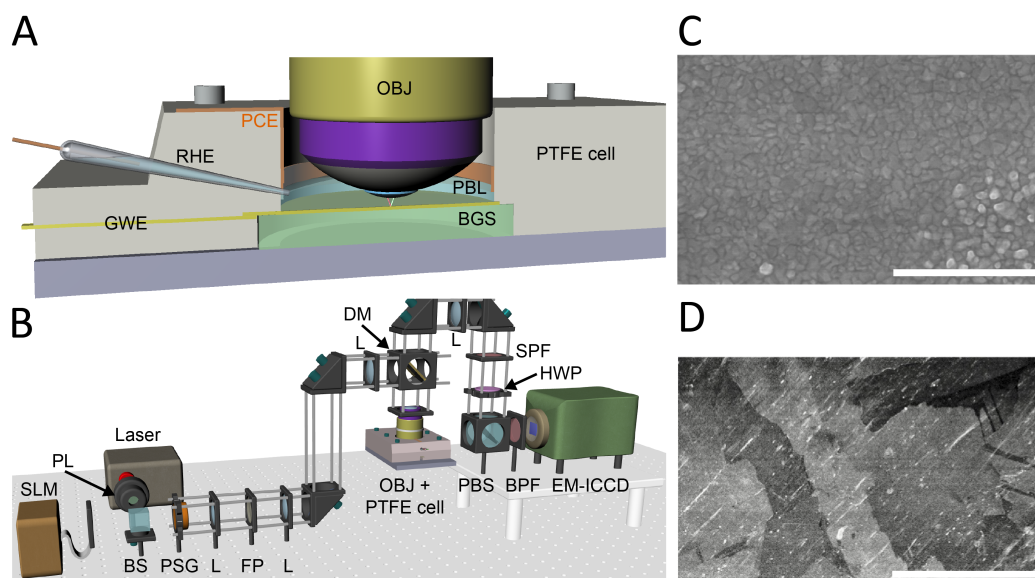 A
OBJ
PCE
RHE
PTFE cell
PBL
GWE
BGS
B
DM
L
L
SPF
HWP
Laser
PL
SLM
OBJ +
PTFE cell
PBS BPF EM-ICCD
BS PSG L FP L
C
D